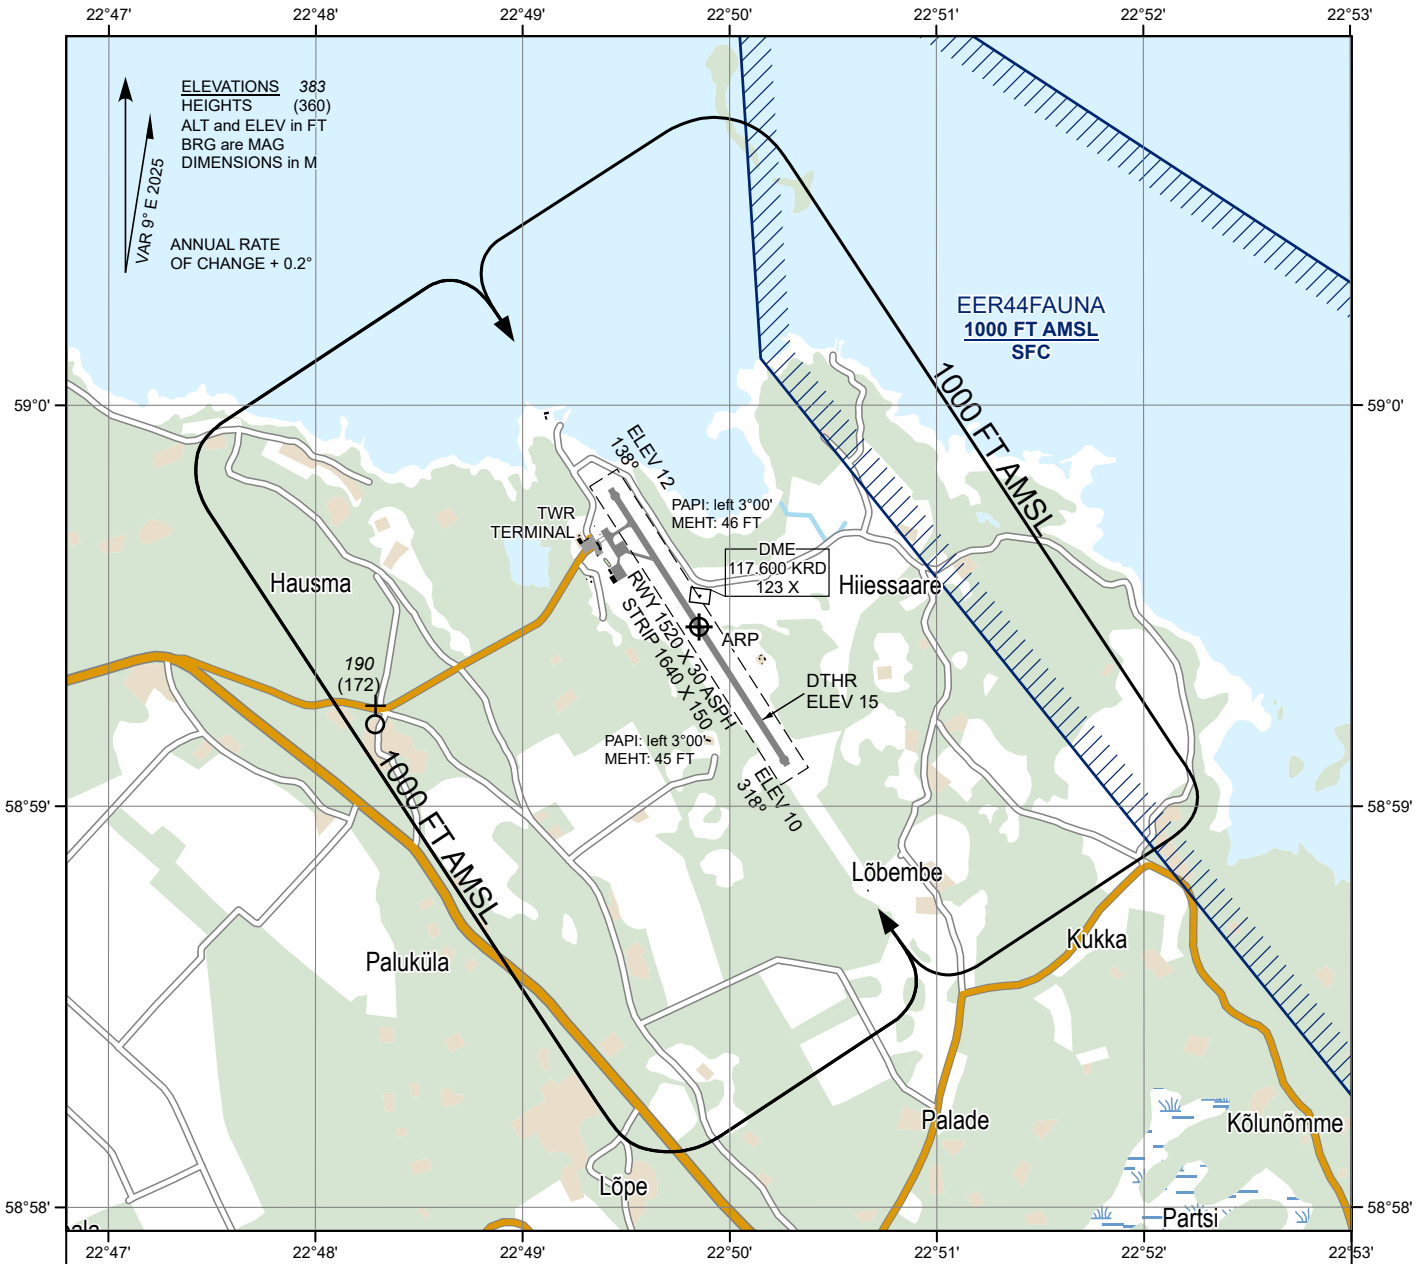 22°47'
22°48'
22°49'
22°50'
22°51'
22°52'
22°53'
ELEVATIONS 383
HEIGHTS (360)
ALT and ELEV in FT
BRG are MAG
DIMENSIONS in M
VAR 9° E 2025
ANNUAL RATE
OF CHANGE + 0.2°
EER44FAUNA
1000 FT AMSL
SFC
1000 FT AMSL
59°0'
59°0'
ELEV 12
138°
PAPI: left 3°00'
MEHT: 46 FT
TWR
TERMINAL
DME
117.600 KRD
123 X
Hausma
Hiiessaare
RWY 1520 X 30 ASPH
STRIP 1640 X 150
ARP
190
(172)
DTHR
ELEV 15
PAPI: left 3°00'
MEHT: 45 FT
ELEV 10
318°
1000 FT AMSL
58°59'
58°59'
Lõbembe
Kukka
Paluküla
Palade
Kõlunõmme
Lõpe
Partsi
58°58'
58°58'
22°47'
22°48'
22°49'
22°50'
22°51'
22°52'
22°53'